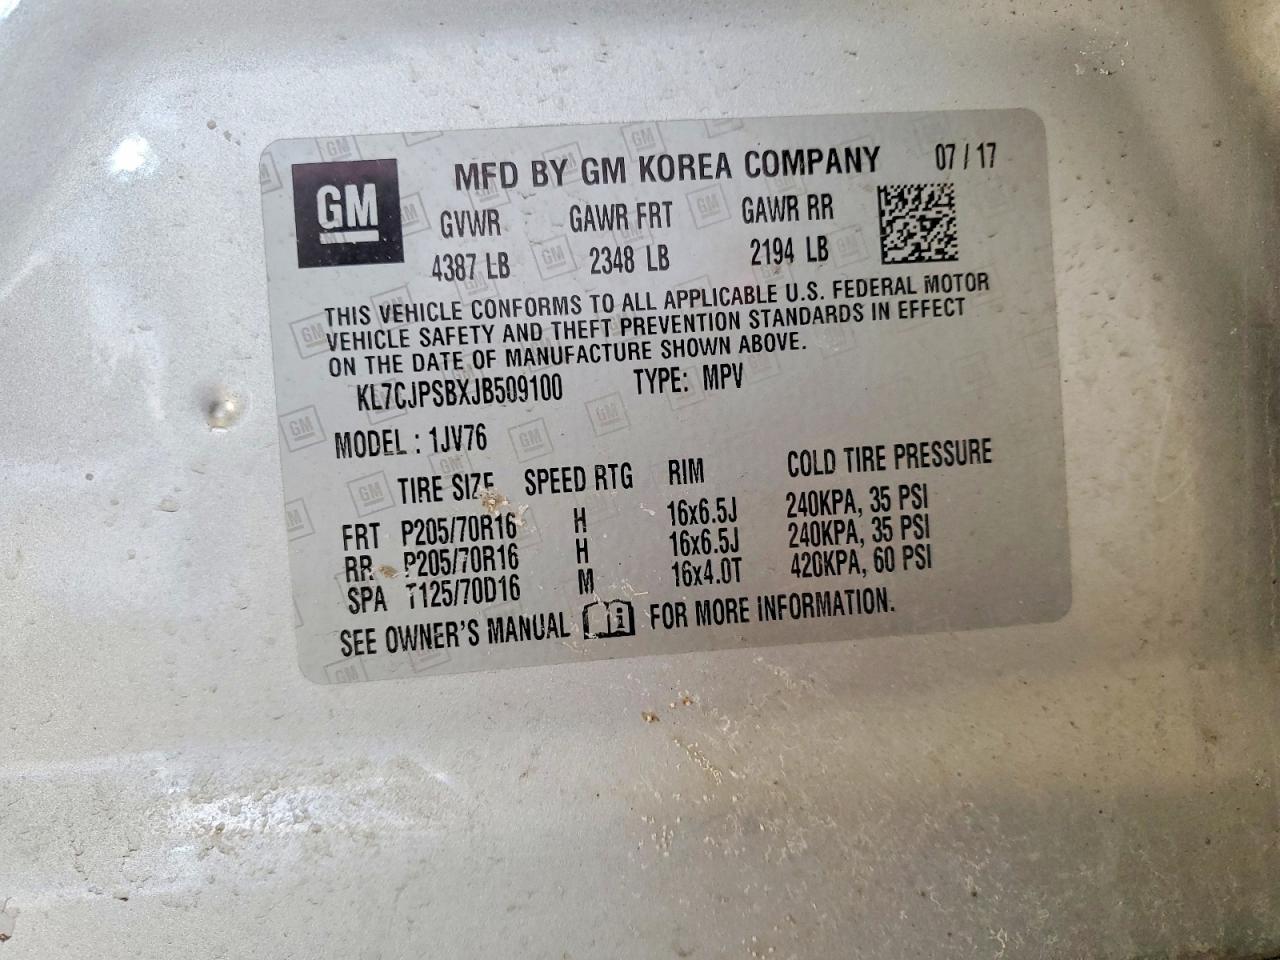 GM
MFD BY GM KOREA COMPANY 07 / 17
GVWR GAWR FRT GAWR RR
4387 LB 2348 LB 2194 LB
THIS VEHICLE CONFORMS TO ALL APPLICABLE U.S. FEDERAL MOTOR
VEHICLE SAFETY AND THEFT PREVENTION STANDARDS IN EFFECT
ON THE DATE OF MANUFACTURE SHOWN ABOVE.
KL7CJPSBXJB509100 TYPE: MPV
MODEL : 1JV76
TIRE SIZE SPEED RTG RIM COLD TIRE PRESSURE
FRT P205/70R16 H 16x6.5J 240KPA, 35 PSI
RR P205/70R16 H 16x6.5J 240KPA, 35 PSI
SPA T125/70D16 M 16x4.0T 420KPA, 60 PSI
SEE OWNER'S MANUAL i FOR MORE INFORMATION.